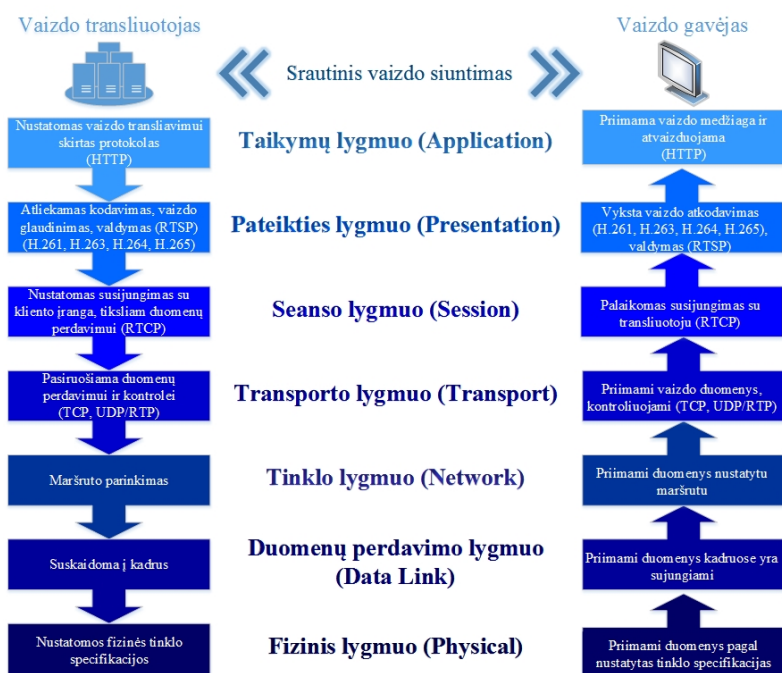 Vaizdo transliuotojas
Vaizdo gavėjas
Srautinis vaizdo siuntimas
Nustatomas vaizdo transliavimui
skirtas protokolas
(HTTP)
Taikymų lygmuo (Application)
Priimama vaizdo medžiaga ir
atvaizduojama
(HTTP)
Atliekamas kodavimas, vaizdo
glaudinimas, valdymas (RTSP)
(H.261, H.263, H.264, H.265)
Pateikties lygmuo (Presentation)
Vyksta vaizdo atkodavimas
(H.261, H.263, H.264, H.265),
valdymas (RTSP)
Nustatomas susijungimas su
kliento įranga, tiksliam duomenų
perdavimui (RTCP)
Seanso lygmuo (Session)
Palaikomas susijungimas su
transliuotoju (RTCP)
Pasiruošiama duomenų
perdavimui ir kontrolei
(TCP, UDP/RTP)
Transporto lygmuo (Transport)
Priimami vaizdo duomenys,
kontroliuojami (TCP, UDP/RTP)
Maršruto parinkimas
Tinklo lygmuo (Network)
Priimami duomenys nustatytu
maršrutu
Suskaidoma į kadrus
Duomenų perdavimo lygmuo
(Data Link)
Priimami duomenys kadruose yra
sujungiami
Nustatomos fizinės tinklo
specifikacijos
Fizinis lygmuo (Physical)
Priimami duomenys pagal
nustatytas tinklo specifikacijas